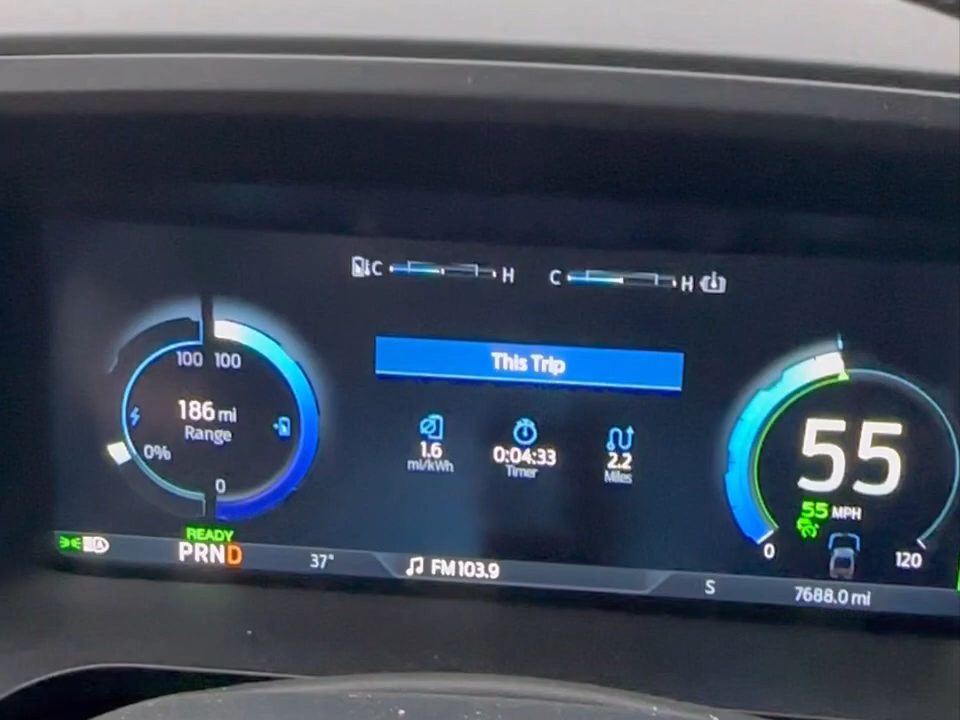 C H C H
This Trip
100 100
186 mi
Range
0%
0
1.6
mi/kWh
0:04:33
Timer
2.2
Miles
55
55 MPH
0 120
READY
PRND
37°
FM 103.9
S
7688.0 mi